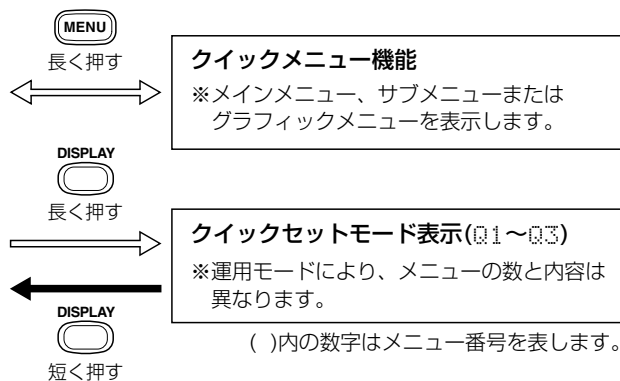 MENU
長く押す
クイックメニュー機能
※メインメニュー、サブメニューまたは
グラフィックメニューを表示します。
DISPLAY
長く押す
クイックセットモード表示(Q1〜Q3)
※運用モードにより、メニューの数と内容は
異なります。
DISPLAY
短く押す
( )内の数字はメニュー番号を表します。